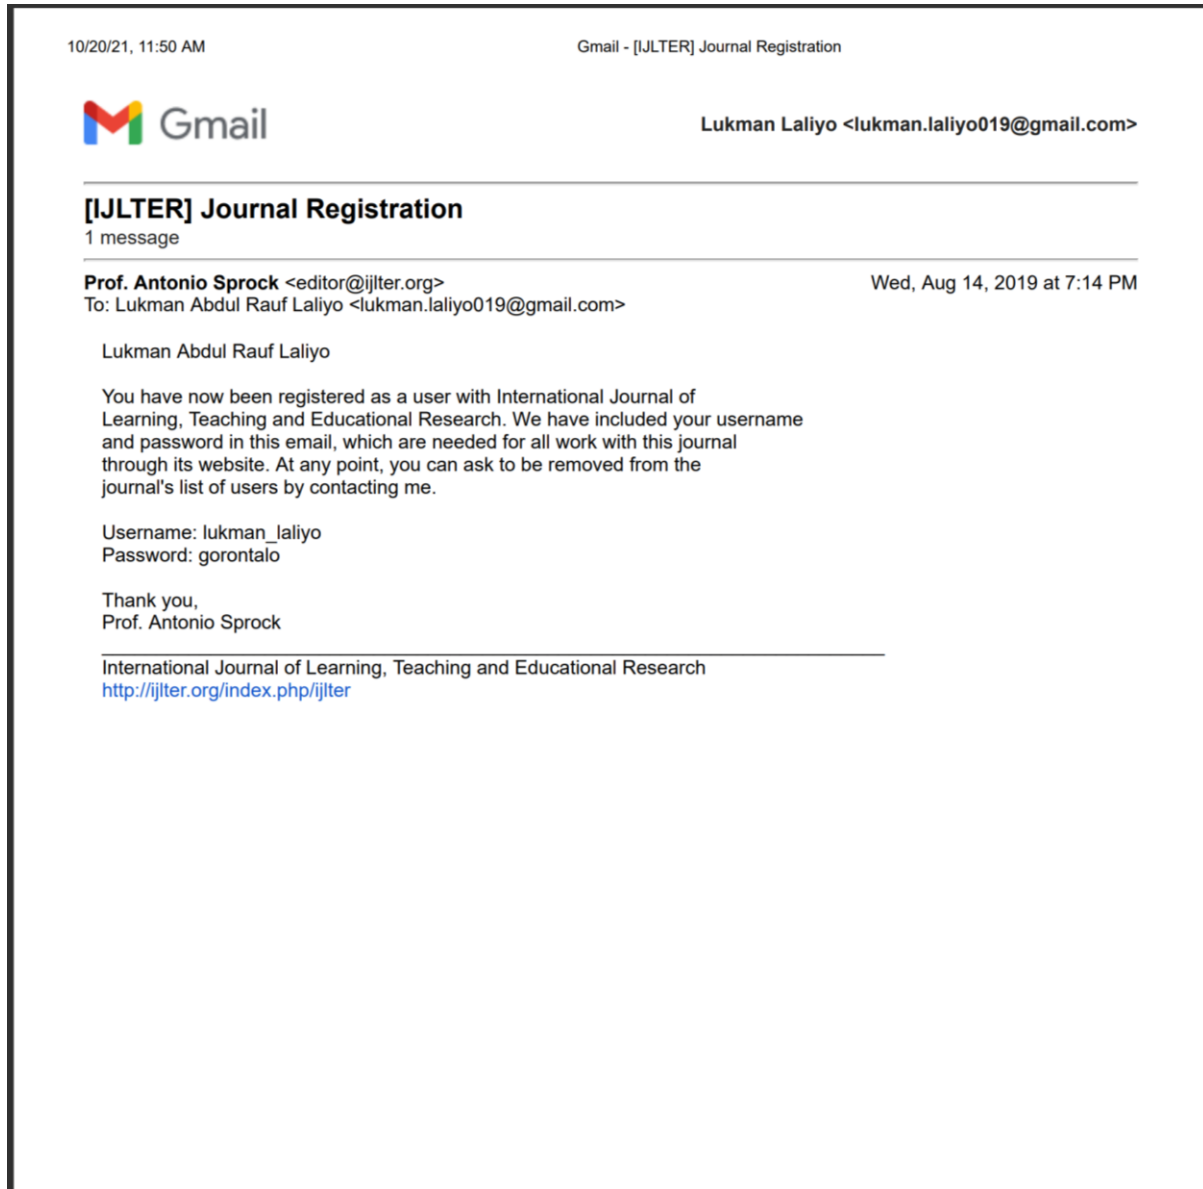 10/20/21, 11:50 AM
Gmail - [IJLTER] Journal Registration
Gmail
Lukman Laliyo <lukman.laliyo019@gmail.com>
[IJLTER] Journal Registration
1 message
Prof. Antonio Sprock <editor@ijlter.org>
Wed, Aug 14, 2019 at 7:14 PM
To: Lukman Abdul Rauf Laliyo <lukman.laliyo019@gmail.com>
Lukman Abdul Rauf Laliyo
You have now been registered as a user with International Journal of
Learning, Teaching and Educational Research. We have included your username
and password in this email, which are needed for all work with this journal
through its website. At any point, you can ask to be removed from the
journal's list of users by contacting me.
Username: lukman_laliyo
Password: gorontalo
Thank you,
Prof. Antonio Sprock
International Journal of Learning, Teaching and Educational Research
http://ijlter.org/index.php/ijlter